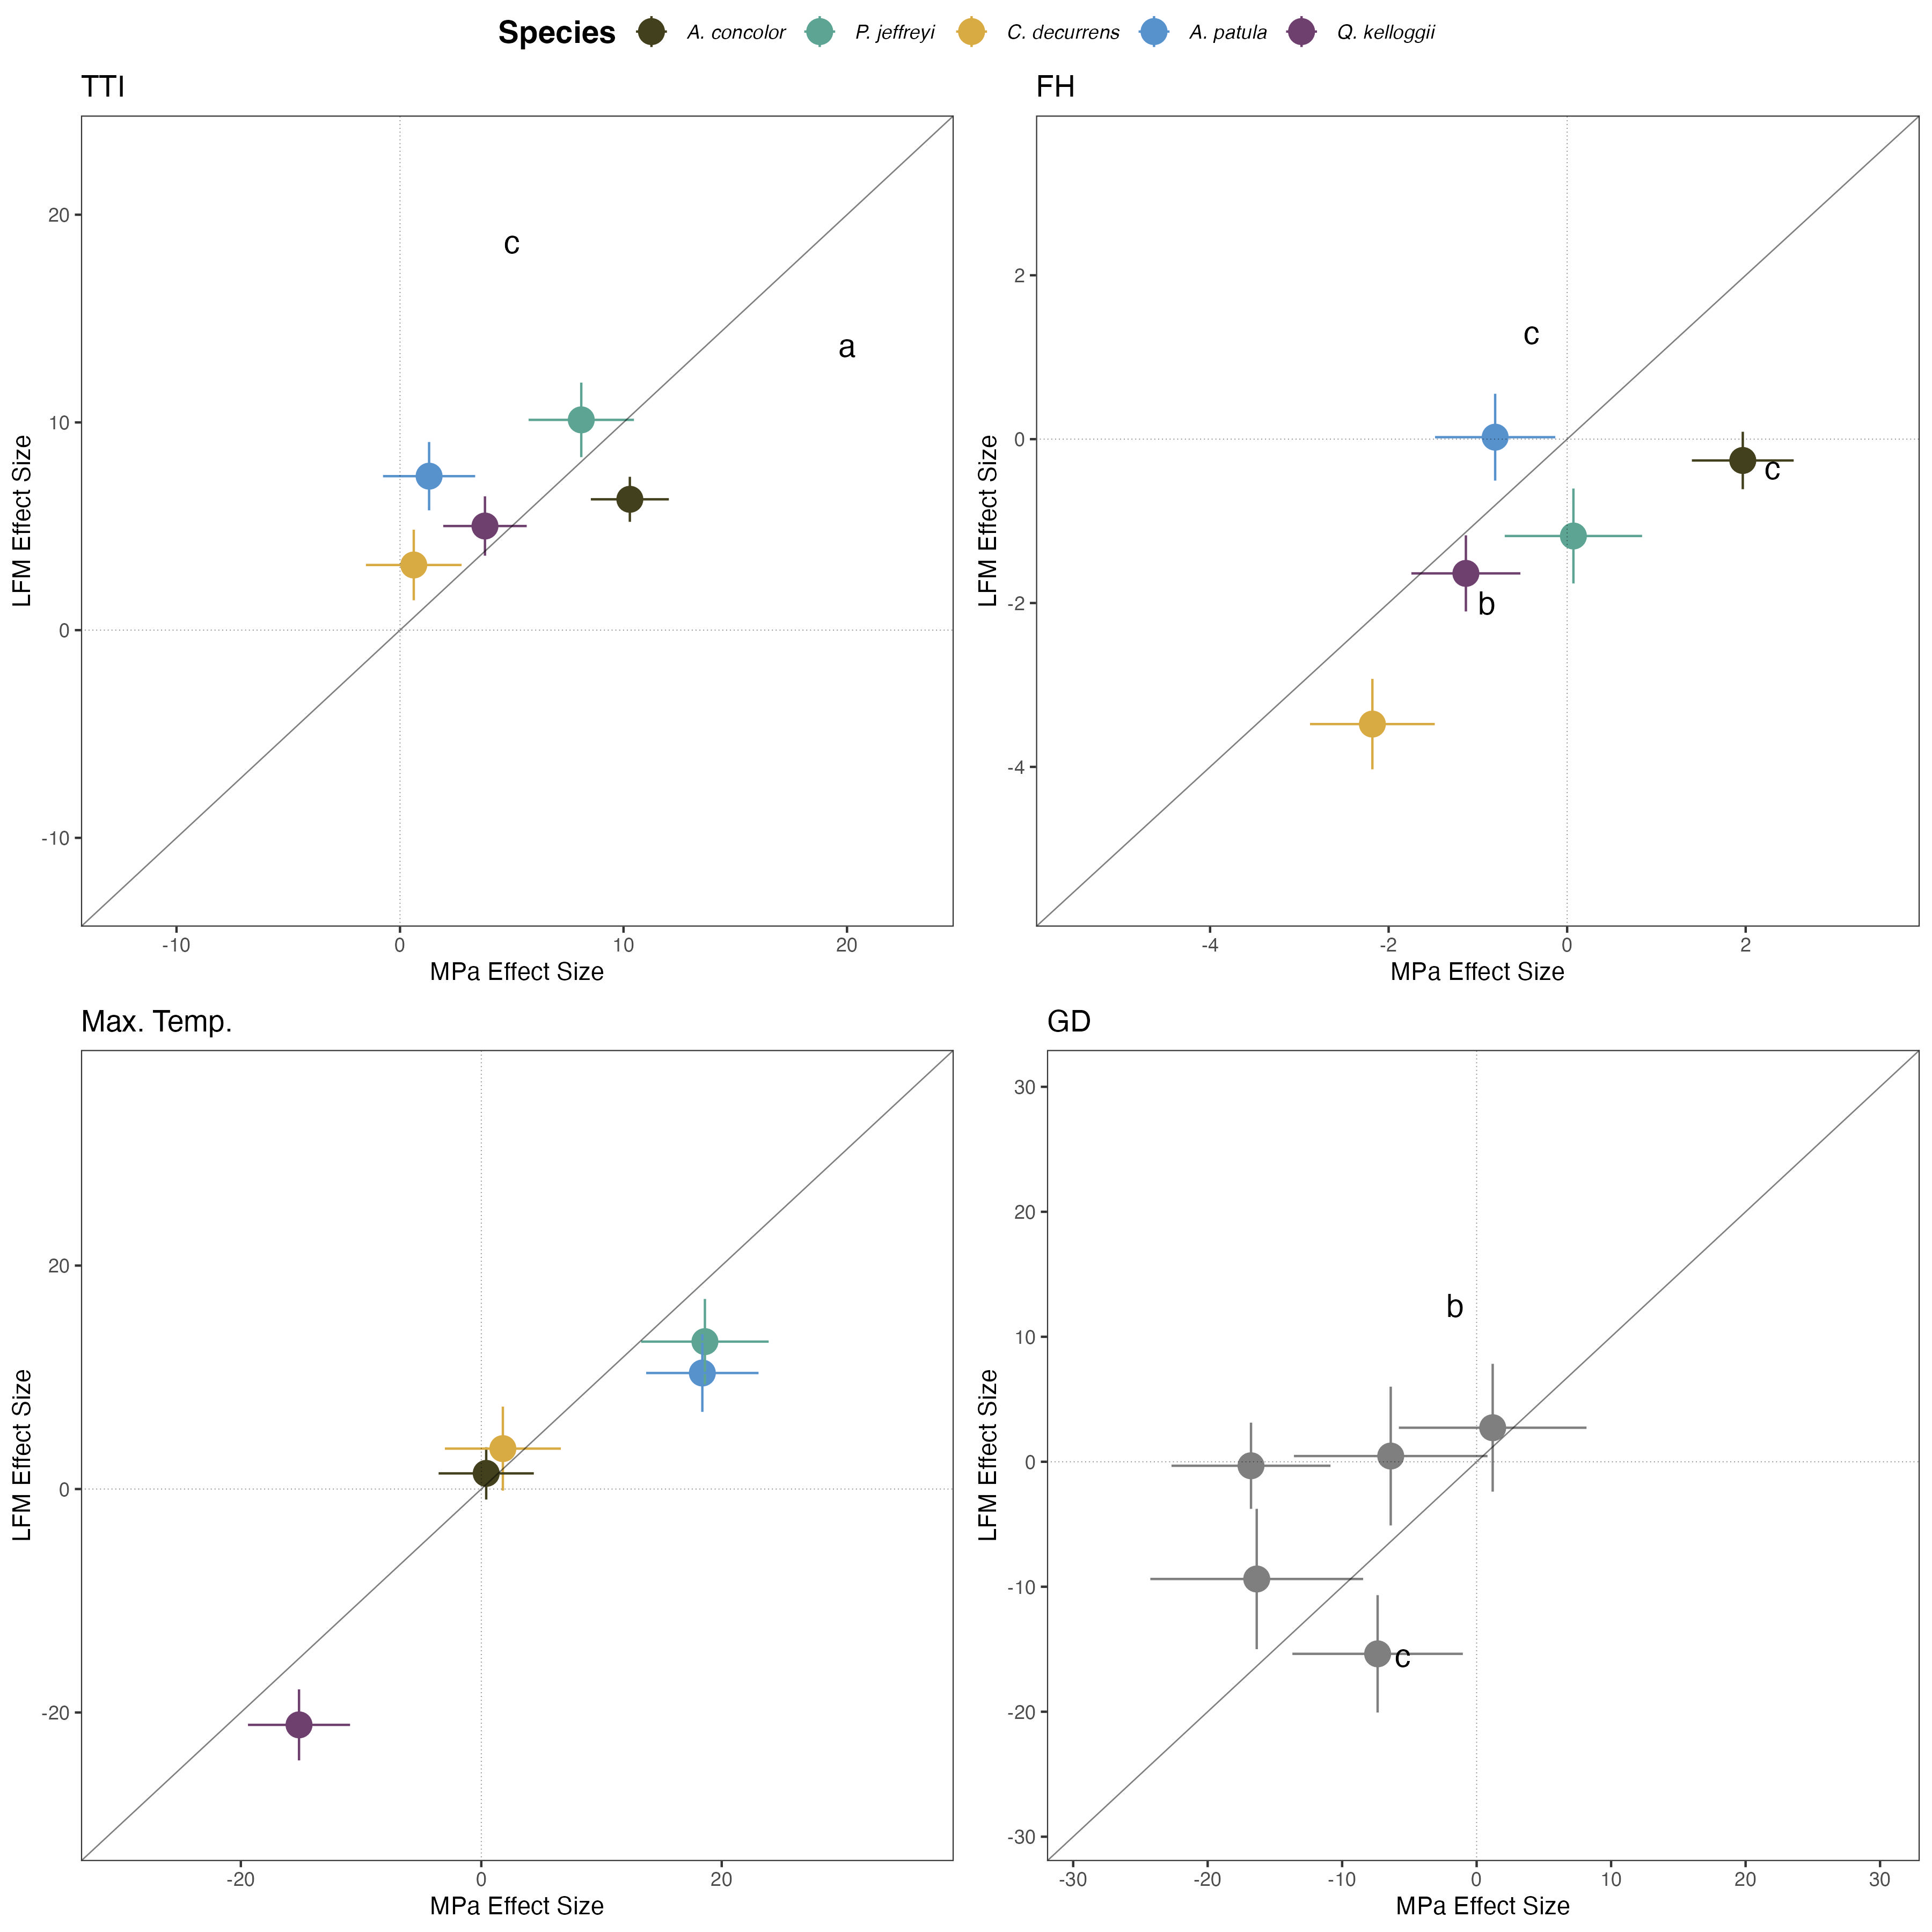 Species A. concolor P. jeffreyi C. decurrens A. patula Q. kelloggii
TTI
20
10
0
-10
-10 0 10 20
LFM Effect Size
MPa Effect Size
c
a
FH
2
0
-2
-4
-4 -2 0 2
LFM Effect Size
MPa Effect Size
c
c
b
Max. Temp.
20
0
-20
-20 0 20
LFM Effect Size
MPa Effect Size
GD
30
20
10
0
-10
-20
-30
-30 -20 -10 0 10 20 30
LFM Effect Size
MPa Effect Size
b
c